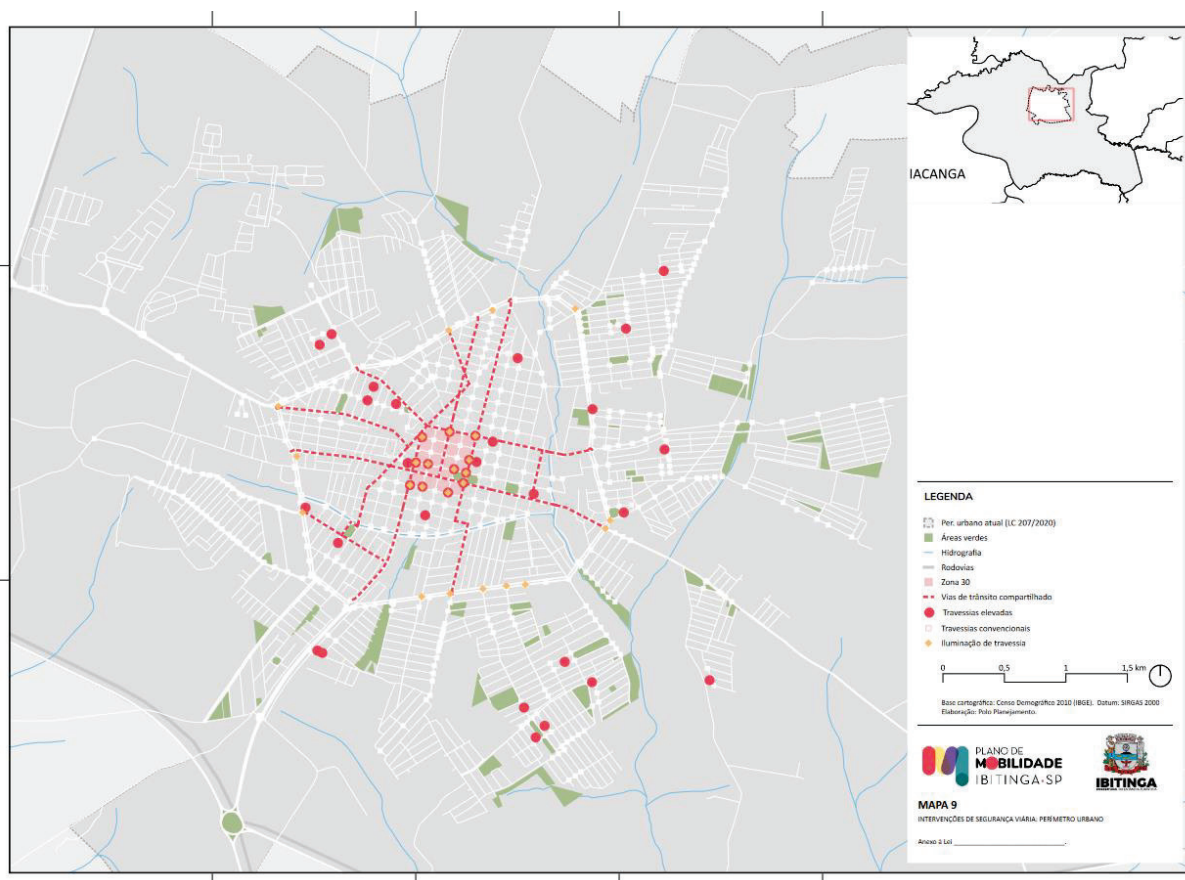 IACANGA
LEGENDA
Per. urbano atual (LC 207/2020)
Áreas verdes
Hidrografia
Rodovias
Zona 30
Vias de trânsito compartilhado
Travessias elevadas
Travessias convencionais
Iluminação de travessia
0 0,5 1 1,5 km
Base cartográfica: Censo Demográfico 2010 (IBGE). Datum: SIRGAS 2000
Elaboração: Polo Planejamento.
PLANO DE
MOBILIDADE
IBITINGA·SP
IBITINGA
MAPA 9
INTERVENÇÕES DE SEGURANÇA VIÁRIA: PERÍMETRO URBANO
Anexo à Lei ______________________________.